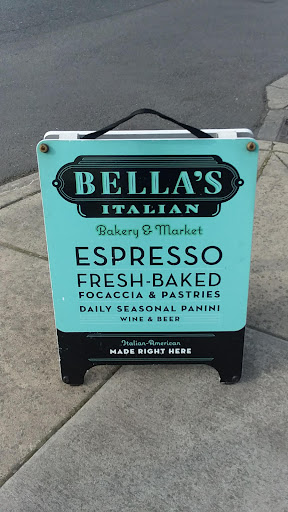 BELLA'S
ITALIAN
Bakery & Market
ESPRESSO
FRESH-BAKED
FOCACCIA & PASTRIES
DAILY SEASONAL PANINI
WINE & BEER
Italian-American
MADE RIGHT HERE